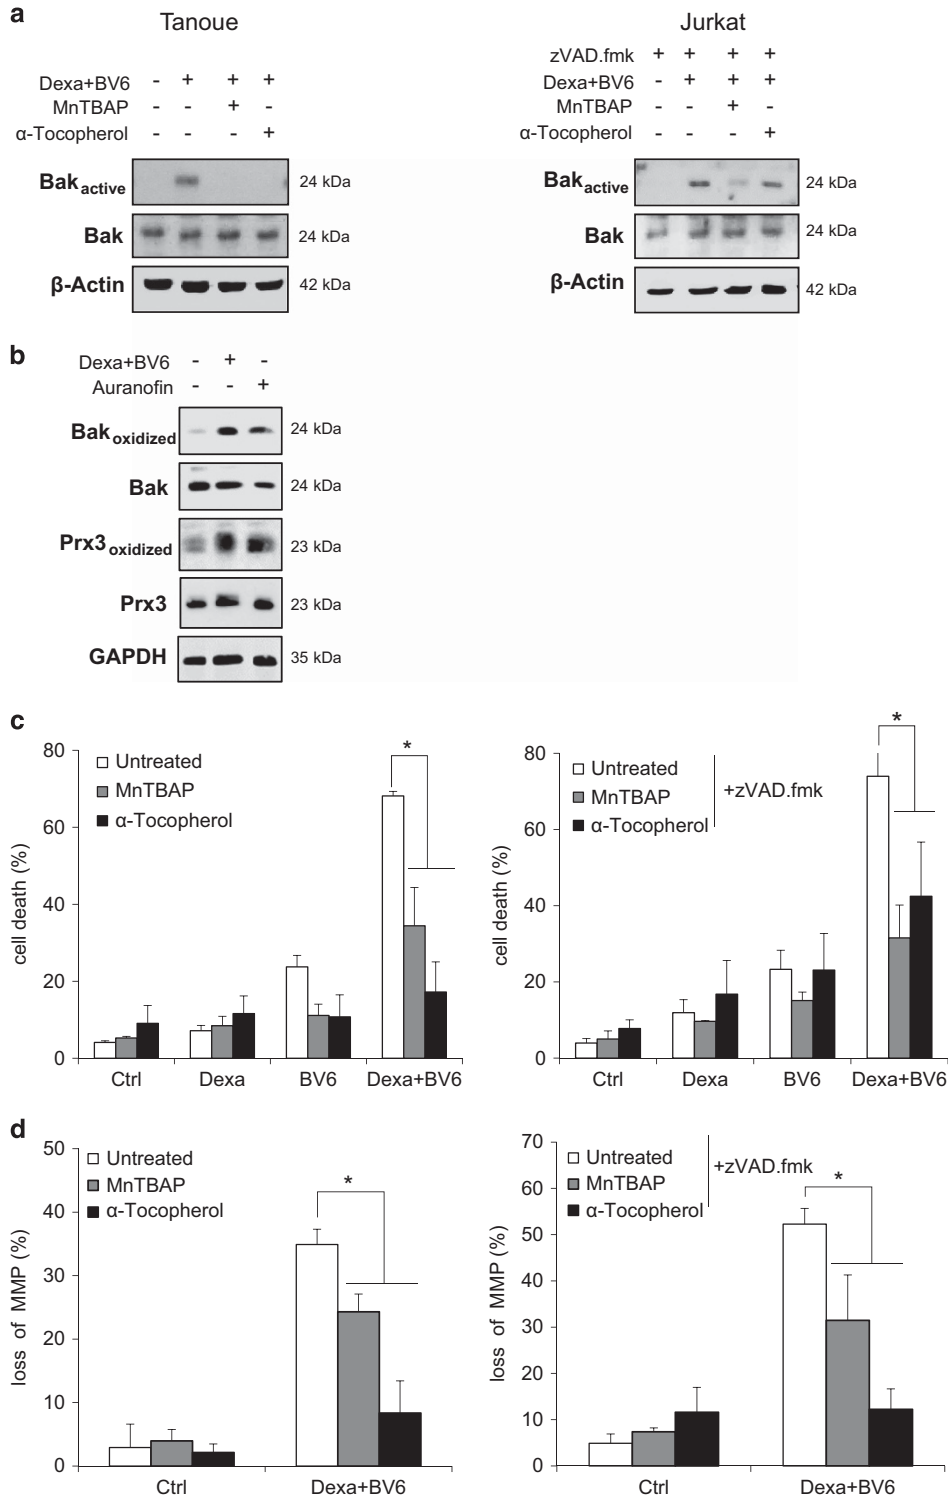 a
Tanoue
Dexa+BV6 - + + +
MnTBAP - - + -
α-Tocopherol - - - +
Bak active 24 kDa
Bak 24 kDa
β-Actin 42 kDa
Jurkat
zVAD.fmk + + + +
Dexa+BV6 - + + +
MnTBAP - - + -
α-Tocopherol - - - +
Bak active 24 kDa
Bak 24 kDa
β-Actin 42 kDa
b
Dexa+BV6 - + -
Auranofin - - +
Bak oxidized 24 kDa
Bak 24 kDa
Prx3 oxidized 23 kDa
Prx3 23 kDa
GAPDH 35 kDa
c
cell death (%)
80
60
40
20
0
Untreated
MnTBAP
α-Tocopherol
*
Ctrl Dexa BV6 Dexa+BV6
cell death (%)
80
60
40
20
0
Untreated
MnTBAP
α-Tocopherol
+zVAD.fmk
*
Ctrl Dexa BV6 Dexa+BV6
d
loss of MMP (%)
50
40
30
20
10
0
Untreated
MnTBAP
α-Tocopherol
*
Ctrl Dexa+BV6
loss of MMP (%)
70
60
50
40
30
20
10
0
Untreated
MnTBAP
α-Tocopherol
+zVAD.fmk
*
Ctrl Dexa+BV6